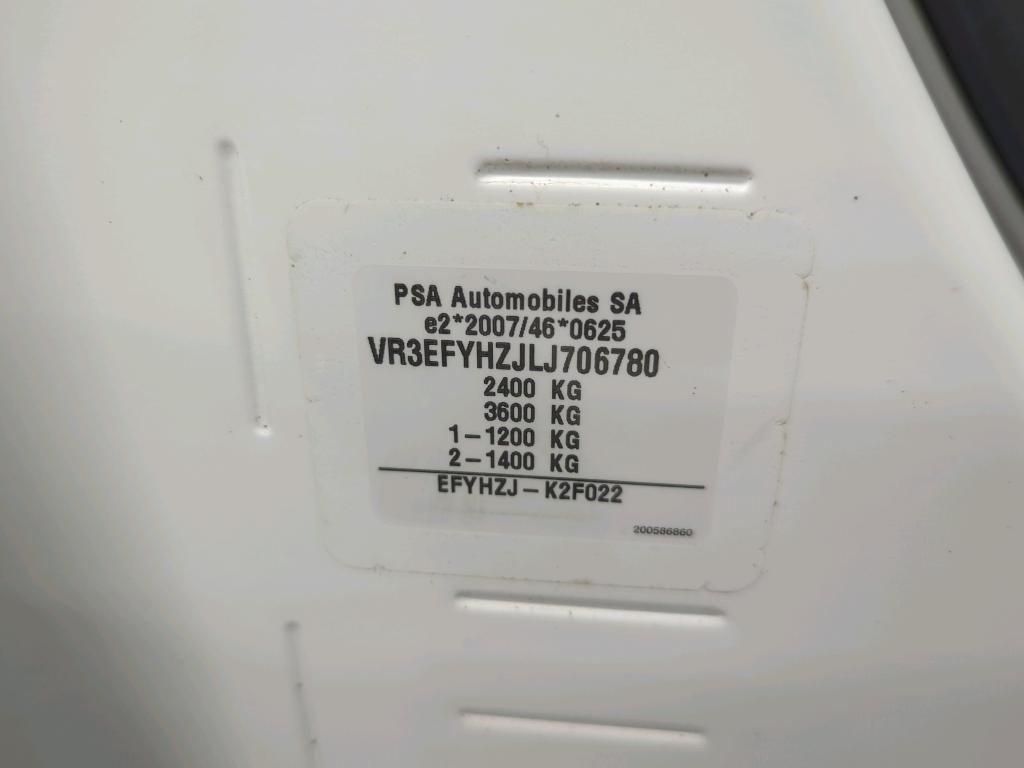 PSA Automobiles SA
e2*2007/46*0625
VR3EFYHZJLJ706780
2400 KG
3600 KG
1-1200 KG
2-1400 KG
EFYHZJ-K2F022
200586860